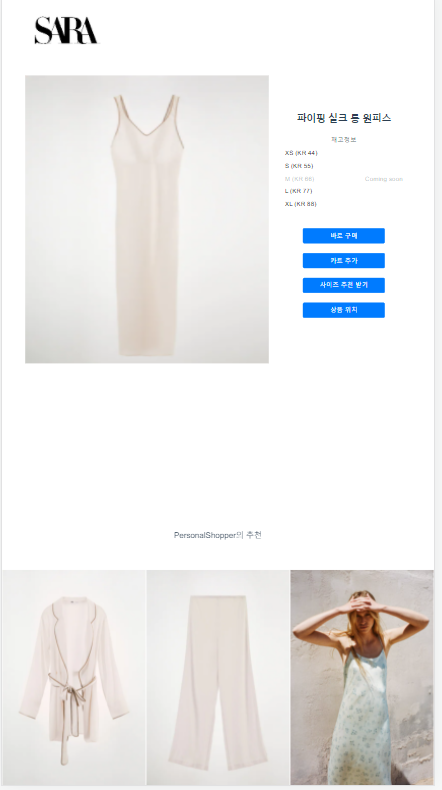 SARA
파이핑 실크 롱 원피스
재고정보
XS (KR 44)
S (KR 55)
M (KR 66) Coming soon
L (KR 77)
XL (KR 88)
바로 구매
카트 추가
사이즈 추천 받기
상품 위치
PersonalShopper의 추천